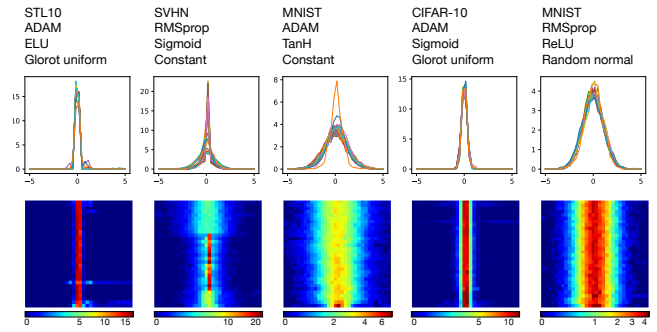 STL10
ADAM
ELU
Glorot uniform
SVHN
RMSprop
Sigmoid
Constant
MNIST
ADAM
TanH
Constant
CIFAR-10
ADAM
Sigmoid
Glorot uniform
MNIST
RMSprop
ReLU
Random normal
15
10
5
0
−5 0 5
20
15
10
5
0
−5 0 5
8
6
4
2
0
−5 0 5
15
10
5
0
−5 0 5
4
3
2
1
0
−5 0 5
0 5 10 15
0 10 20
0 2 4 6
0 5 10
1 2 3 4